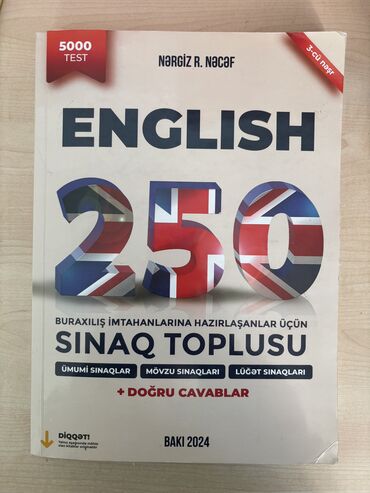 5000
TEST
NƏRGİZ R. NƏCƏF
3-cü nəşr
ENGLISH
250
BURAXILIŞ İMTAHANLARINA HAZIRLAŞANLAR ÜÇÜN
SINAQ TOPLUSU
ÜMUMİ SINAQLAR
MÖVZU SINAQLARI
LÜĞƏT SINAQLARI
+ DOĞRU CAVABLAR
DİQQƏT!
BAKI 2024